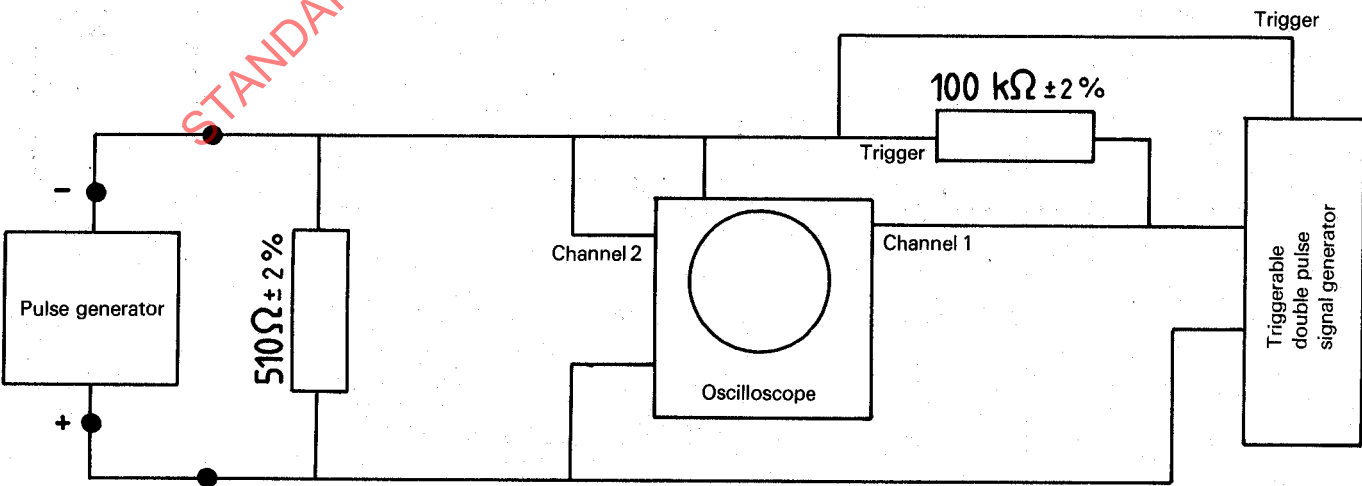 STANDAR
Trigger
100 kΩ ±2%
Trigger
−
Channel 2
Channel 1
510Ω±2%
Pulse generator
Triggerable
double pulse
signal generator
Oscilloscope
+